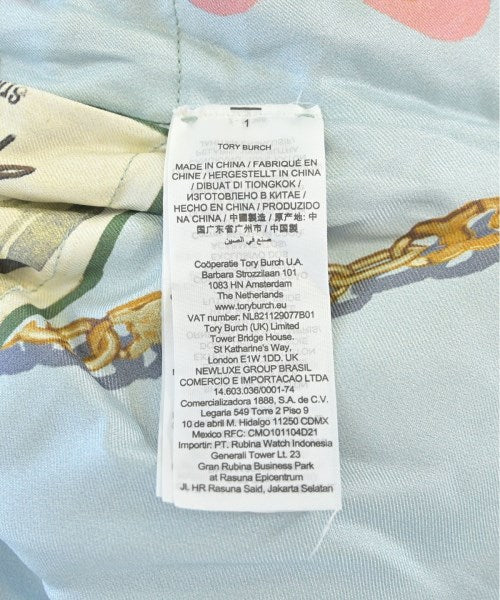 1
TORY BURCH
MADE IN CHINA / FABRIQUÉ EN
CHINE / HERGESTELLT IN CHINA
/ DIBUAT DI TIONGKOK /
ИЗГОТОВЛЕНО В КИТАЕ /
HECHO EN CHINA / PRODUZIDO
NA CHINA / 中國製造 / 原产地: 中
国广东省广州市 / 中国製
صنع في الصين
Coöperatie Tory Burch U.A.
Barbara Strozzilaan 101
1083 HN Amsterdam
The Netherlands
www.toryburch.eu
VAT number: NL821129077B01
Tory Burch (UK) Limited
Tower Bridge House.
St Katharine's Way,
London E1W 1DD. UK
NEWLUXE GROUP BRASIL
COMERCIO E IMPORTACAO LTDA
14.603.036/0001-74
Comercializadora 1888, S.A. de C.V.
Legaria 549 Torre 2 Piso 9
10 de abril M. Hidalgo 11250 CDMX
Mexico RFC: CMO101104D21
Importir: PT. Rubina Watch Indonesia
Generali Tower Lt. 23
Gran Rubina Business Park
at Rasuna Epicentrum
Jl. HR Rasuna Said, Jakarta Selatan